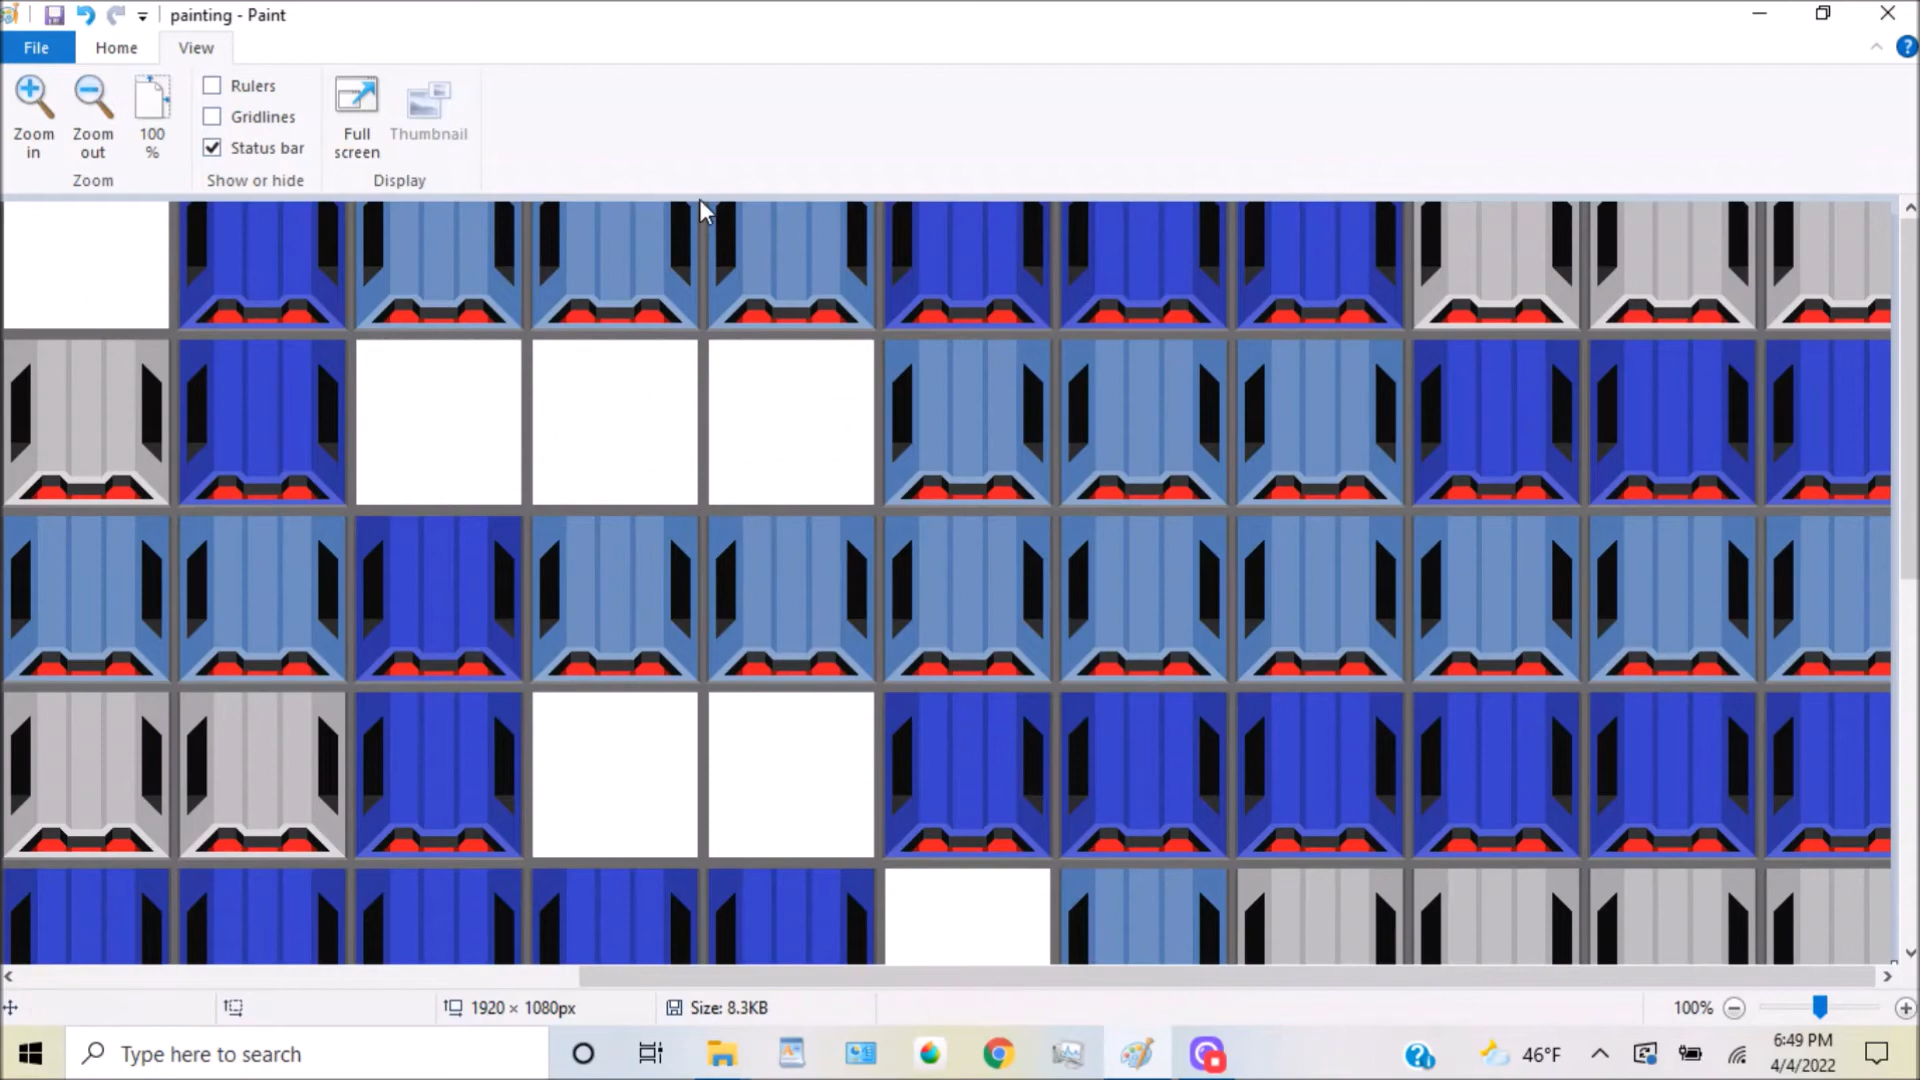 painting - Paint
File Home View
Zoom in
Zoom out
100 %
Rulers
Gridlines
Status bar
Full screen
Thumbnail
Zoom
Show or hide
Display
1920 × 1080px
Size: 8.3KB
100%
Type here to search
46°F
6:49 PM
4/4/2022